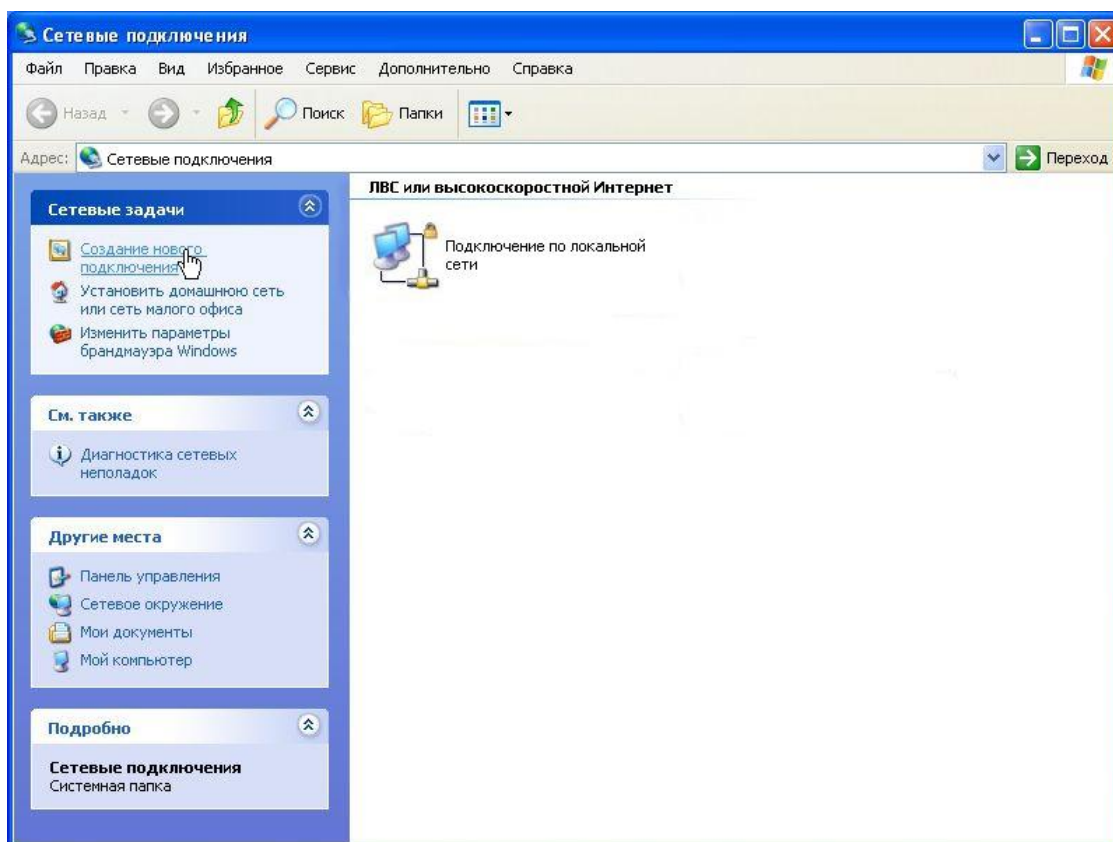 Сетевые подключения
Файл Правка Вид Избранное Сервис Дополнительно Справка
Назад Поиск Папки
Адрес: Сетевые подключения Переход
Сетевые задачи
Создание нового
подключения
Установить домашнюю сеть
или сеть малого офиса
Изменить параметры
брандмауэра Windows
См. также
Диагностика сетевых
неполадок
Другие места
Панель управления
Сетевое окружение
Мои документы
Мой компьютер
Подробно
Сетевые подключения
Системная папка
ЛВС или высокоскоростной Интернет
Подключение по локальной
сети